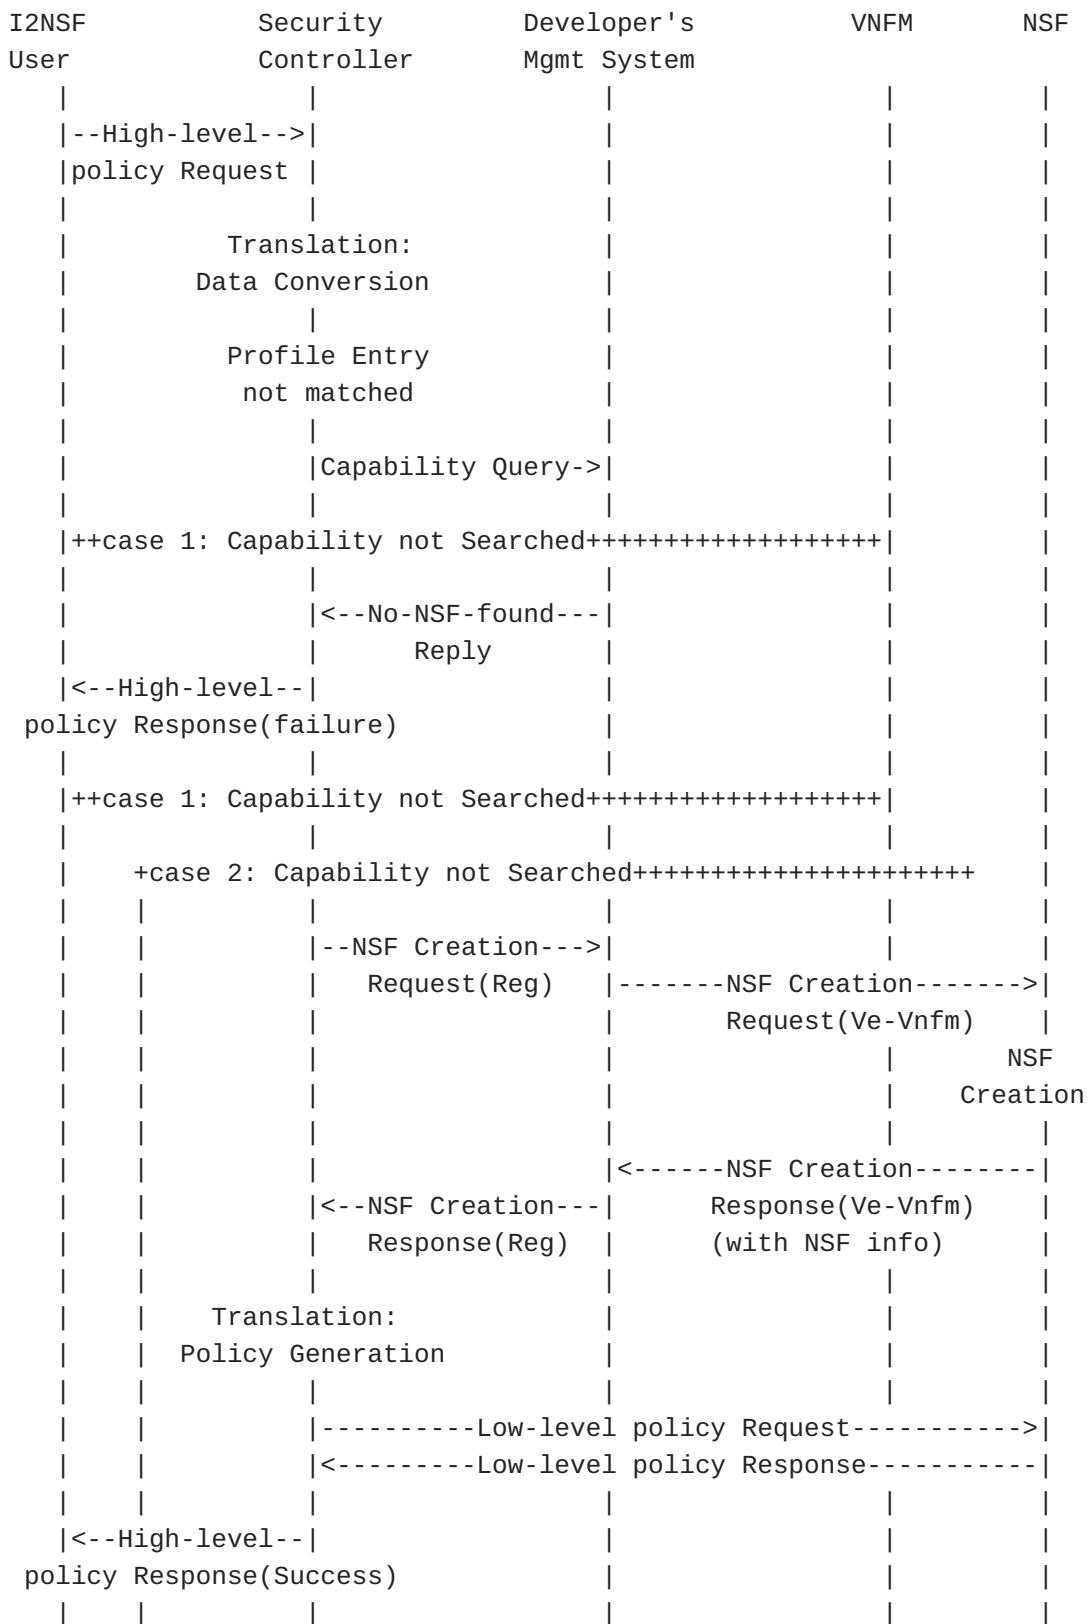 I2NSF           Security         Developer's          VNFM       NSF
User            Controller       Mgmt System
   |               |                  |                 |         |
   |--High-level-->|                  |                 |         |
   |policy Request |                  |                 |         |
   |               |                  |                 |         |
   |          Translation:            |                 |         |
   |        Data Conversion           |                 |         |
   |               |                  |                 |         |
   |          Profile Entry           |                 |         |
   |           not matched            |                 |         |
   |               |                  |                 |         |
   |               |Capability Query->|                 |         |
   |               |                  |                 |         |
   |++case 1: Capability not Searched+++++++++++++++++++|         |
   |               |                  |                 |         |
   |               |<--No-NSF-found---|                 |         |
   |               |      Reply       |                 |         |
   |<--High-level--|                  |                 |         |
 policy Response(failure)             |                 |         |
   |               |                  |                 |         |
   |++case 1: Capability not Searched+++++++++++++++++++|         |
   |               |                  |                 |         |
   |    +case 2: Capability not Searched++++++++++++++++++++++    |
   |    |          |                  |                 |         |
   |    |          |--NSF Creation--->|                 |         |
   |    |          |   Request(Reg)   |-------NSF Creation------->|
   |    |          |                  |       Request(Ve-Vnfm)    |
   |    |          |                  |                 |       NSF
   |    |          |                  |                 |    Creation
   |    |          |                  |                 |         |
   |    |          |                  |<------NSF Creation--------|
   |    |          |<--NSF Creation---|      Response(Ve-Vnfm)    |
   |    |          |   Response(Reg)  |      (with NSF info)      |
   |    |          |                  |                 |         |
   |    |    Translation:             |                 |         |
   |    |  Policy Generation          |                 |         |
   |    |          |                  |                 |         |
   |    |          |----------Low-level policy Request----------->|
   |    |          |<---------Low-level policy Response-----------|
   |    |          |                  |                 |         |
   |<--High-level--|                  |                 |         |
 policy Response(Success)             |                 |         |
   |    |          |                  |                 |         |